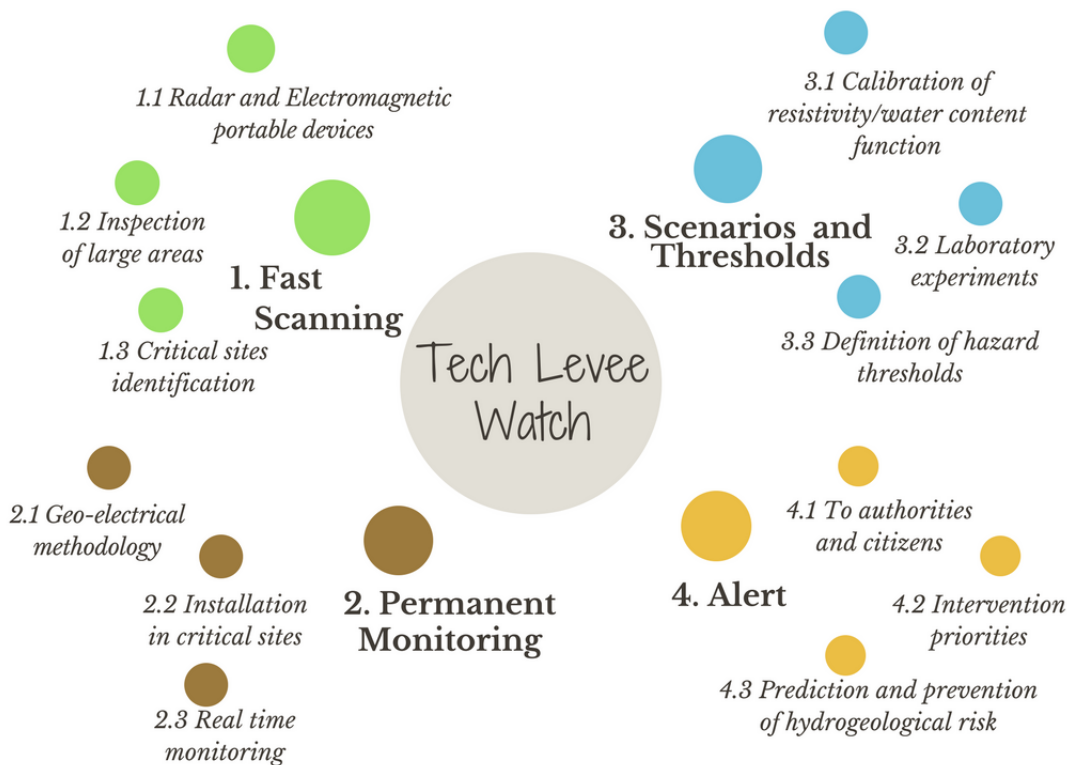 1.1 Radar and Electromagnetic
portable devices
1.2 Inspection
of large areas
1.3 Critical sites
identification
1. Fast
Scanning
Tech Levee
Watch
2.1 Geo-electrical
methodology
2.2 Installation
in critical sites
2.3 Real time
monitoring
2. Permanent
Monitoring
3.1 Calibration of
resistivity/water content
function
3. Scenarios and
Thresholds
3.2 Laboratory
experiments
3.3 Definition of hazard
thresholds
4.1 To authorities
and citizens
4. Alert
4.2 Intervention
priorities
4.3 Prediction and prevention
of hydrogeological risk